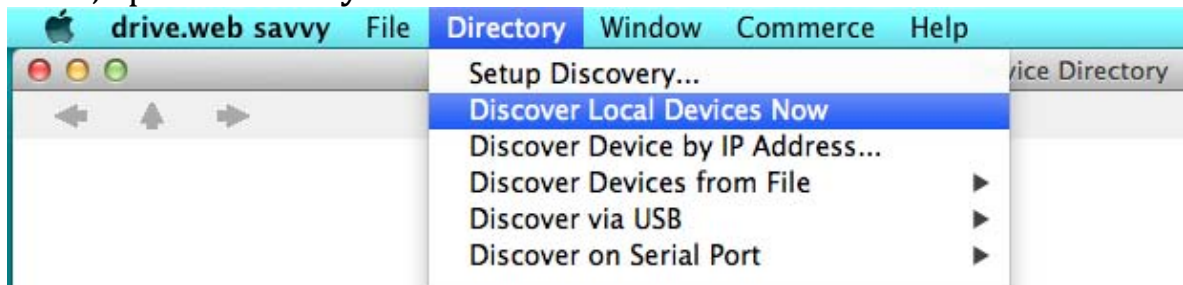 drive.web savvy File Directory Window Commerce Help
Setup Discovery...
vice Directory
Discover Local Devices Now
Discover Device by IP Address...
Discover Devices from File
Discover via USB
Discover on Serial Port